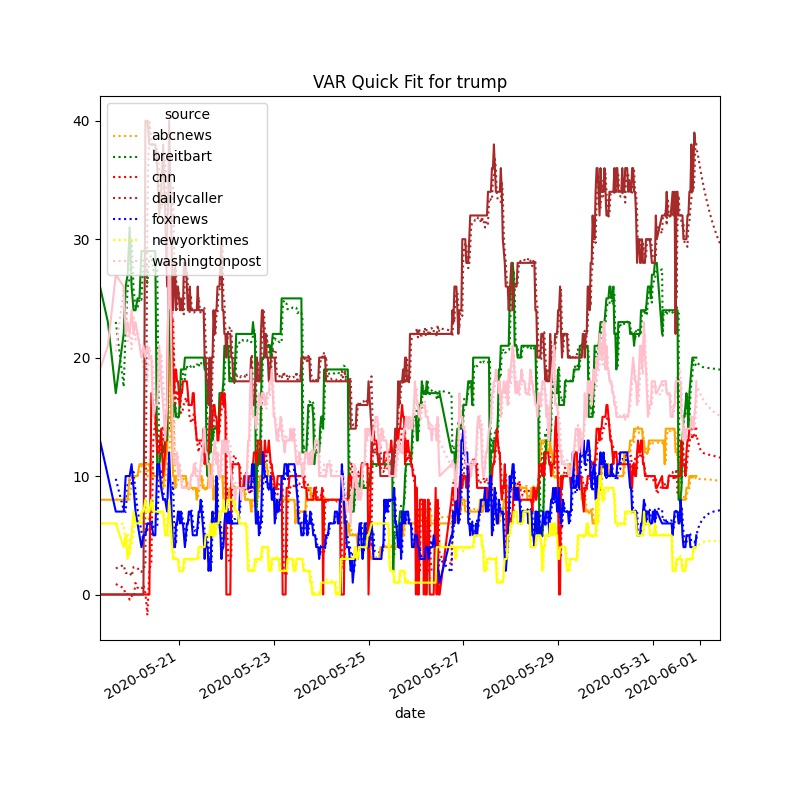 VAR Quick Fit for trump
source
abcnews
breitbart
cnn
dailycaller
foxnews
newyorktimes
washingtonpost
40
30
20
10
0
2020-05-21
2020-05-23
2020-05-25
2020-05-27
2020-05-29
2020-05-31
2020-06-01
date